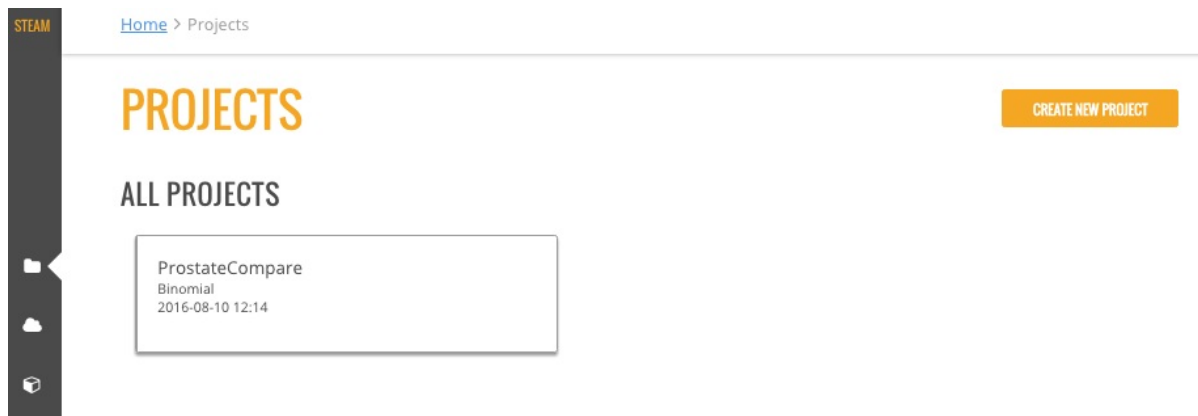 STEAM
Home > Projects
PROJECTS
CREATE NEW PROJECT
ALL PROJECTS
ProstateCompare
Binomial
2016-08-10 12:14